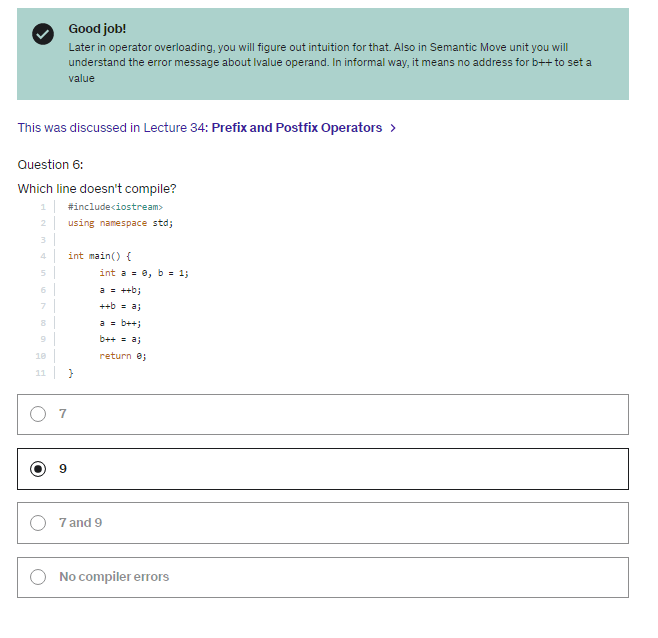 Good job!
Later in operator overloading, you will figure out intuition for that. Also in Semantic Move unit you will
understand the error message about lvalue operand. In informal way, it means no address for b++ to set a
value
This was discussed in Lecture 34: Prefix and Postfix Operators >
Question 6:
Which line doesn't compile?
1 #include<iostream>
2 using namespace std;
3
4 int main() {
5 int a = 0, b = 1;
6 a = ++b;
7 ++b = a;
8 a = b++;
9 b++ = a;
10 return 0;
11 }
7
9
7 and 9
No compiler errors